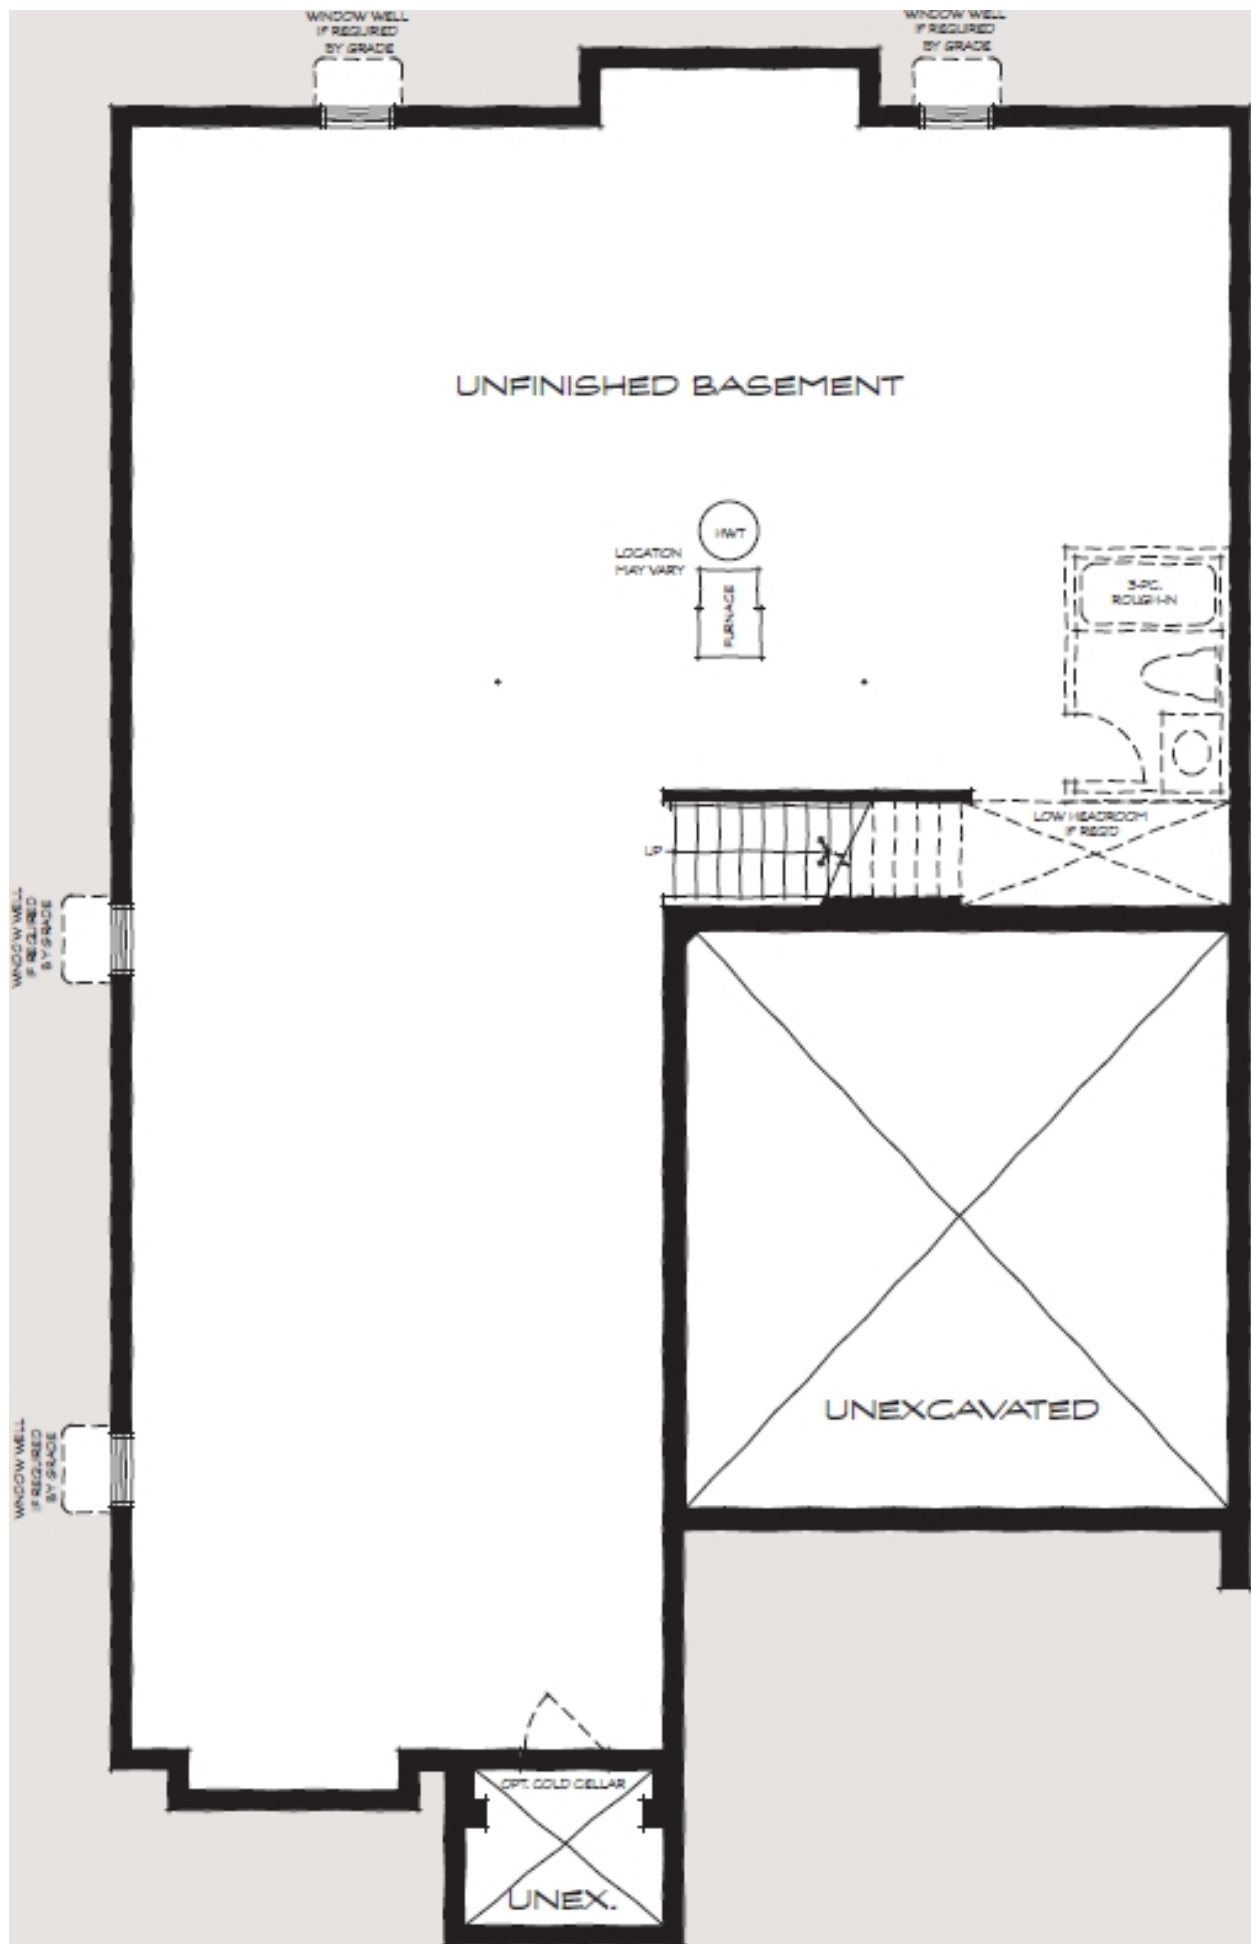 WINDOW WELL
IF REQUIRED
BY GRADE
WINDOW WELL
IF REQUIRED
BY GRADE
UNFINISHED BASEMENT
HWT
LOCATION
MAY VARY
FURNACE
3-PC.
ROUGH-IN
LOW HEADROOM
IF REQ'D
UP
WINDOW WELL
IF REQUIRED
BY GRADE
UNEXCAVATED
WINDOW WELL
IF REQUIRED
BY GRADE
OPT. COLD CELLAR
UNEX.